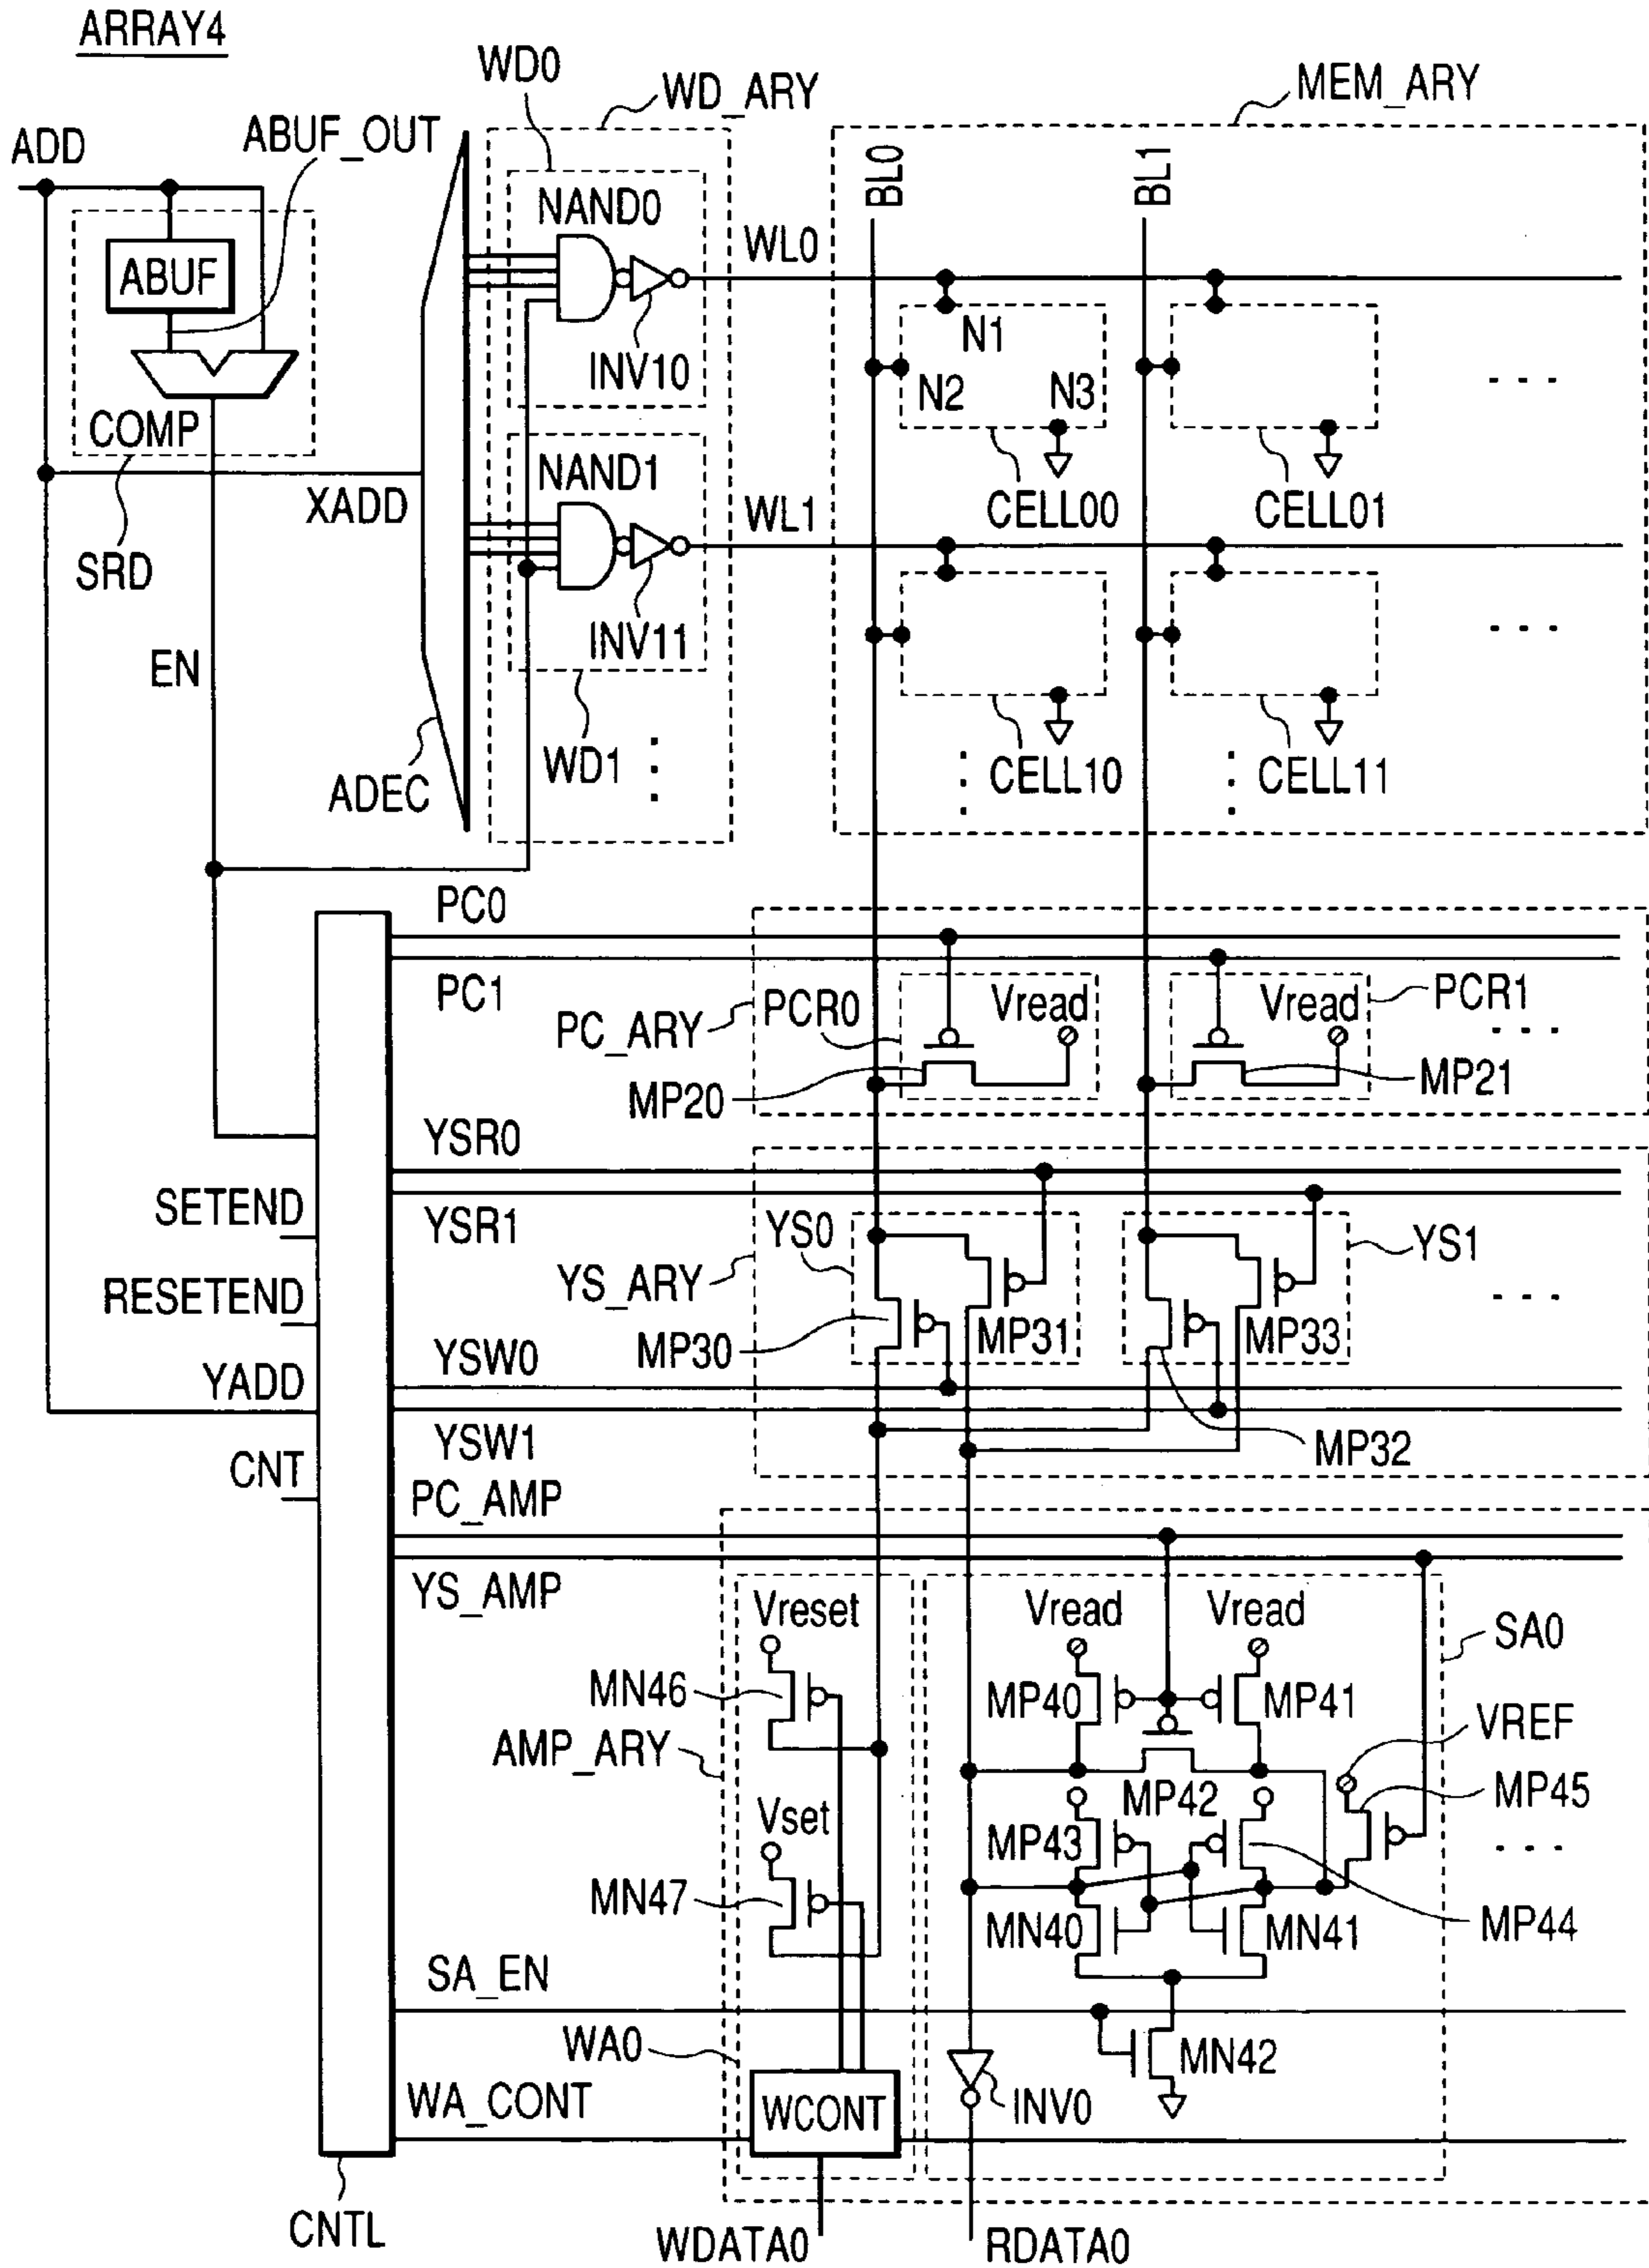 ARRAY4
WD0
WD_ARY
MEM_ARY
ADD
ABUF_OUT
BL0
BL1
NAND0
WL0
ABUF
N1
INV10
N2
N3
COMP
NAND1
XADD
CELL00
CELL01
WL1
SRD
INV11
EN
WD1
ADEC
CELL10
CELL11
PC0
PC1
PC_ARY
PCR0
Vread
Vread
PCR1
MP20
MP21
YSR0
SETEND
YSR1
YS0
YS1
YS_ARY
RESETEND
MP30
MP31
MP33
YSW0
YADD
YSW1
MP32
CNT
PC_AMP
YS_AMP
Vreset
Vread
Vread
SA0
MN46
MP40
MP41
VREF
AMP_ARY
MP42
MP45
Vset
MP43
MN47
MN40
MN41
MP44
SA_EN
WA0
MN42
WA_CONT
WCONT
INV0
CNTL
WDATA0
RDATA0